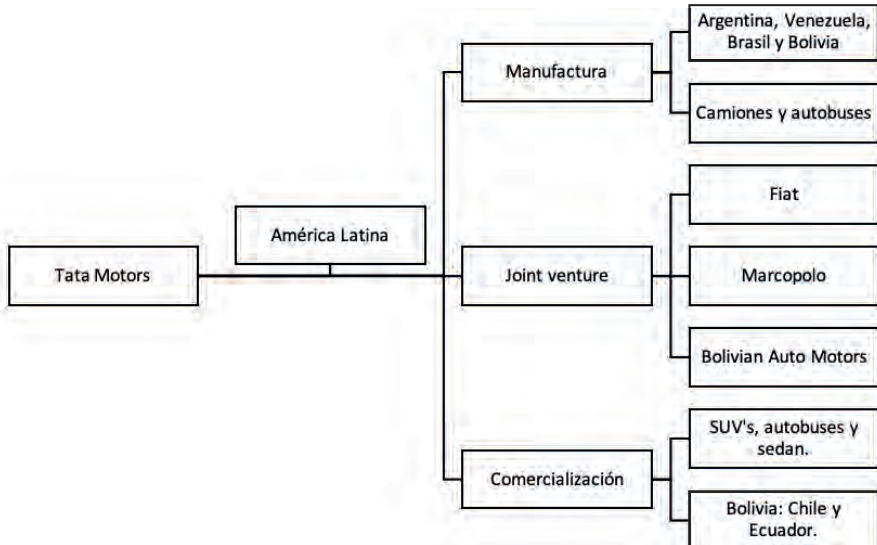 Tata Motors
América Latina
Manufactura
Argentina, Venezuela,
Brasil y Bolivia
Camiones y autobuses
Joint venture
Fiat
Marcopolo
Bolivian Auto Motors
Comercialización
SUV's, autobuses y
sedan.
Bolivia: Chile y
Ecuador.